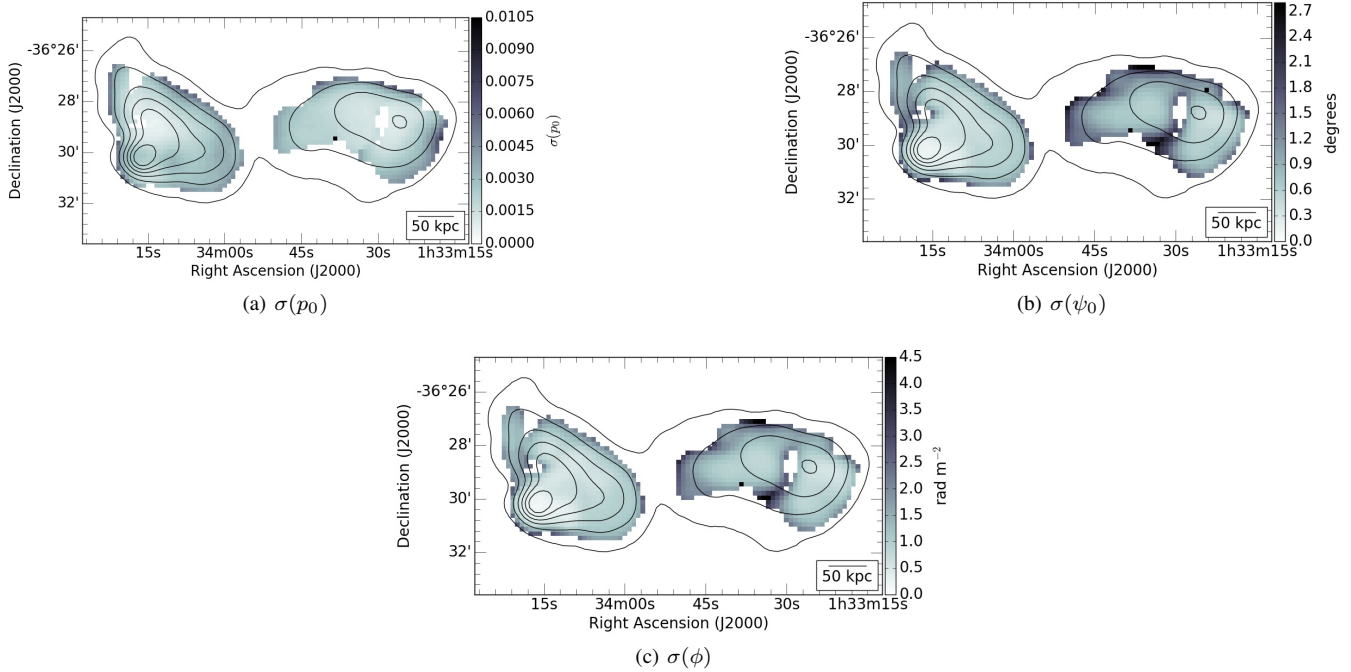 0.0105
0.0090
0.0075
0.0060
0.0045
0.0030
0.0015
0.0000
σ(p₀)
-36°26'
28'
30'
32'
Declination (J2000)
50 kpc
15s 34m00s 45s 30s 1h33m15s
Right Ascension (J2000)
(a) σ(p₀)
2.7
2.4
2.1
1.8
1.5
1.2
0.9
0.6
0.3
0.0
degrees
-36°26'
28'
30'
32'
Declination (J2000)
50 kpc
15s 34m00s 45s 30s 1h33m15s
Right Ascension (J2000)
(b) σ(ψ₀)
4.5
4.0
3.5
3.0
2.5
2.0
1.5
1.0
0.5
0.0
rad m⁻²
-36°26'
28'
30'
32'
Declination (J2000)
50 kpc
15s 34m00s 45s 30s 1h33m15s
Right Ascension (J2000)
(c) σ(ϕ)